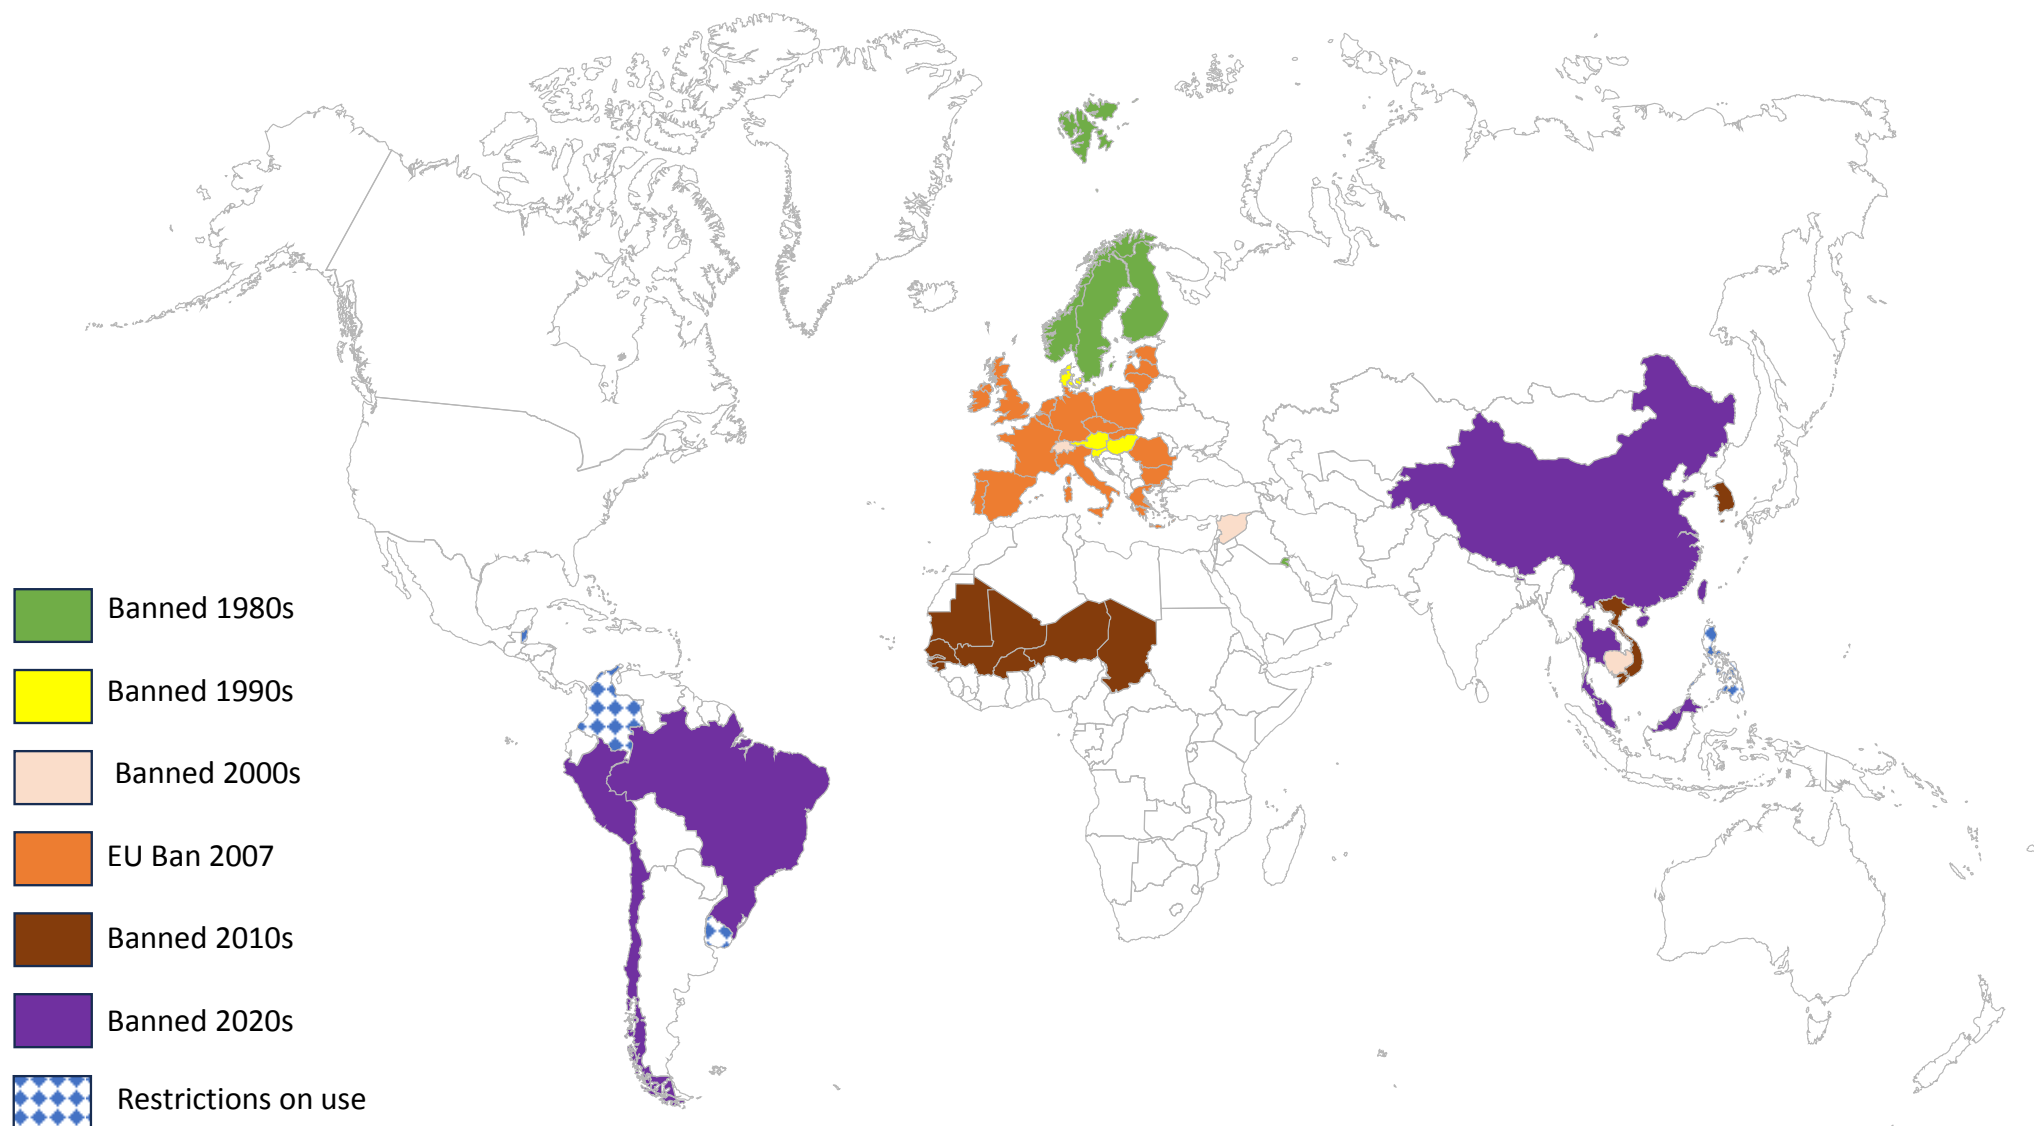 Banned 1980s
Banned 1990s
Banned 2000s
EU Ban 2007
Banned 2010s
Banned 2020s
Restrictions on use